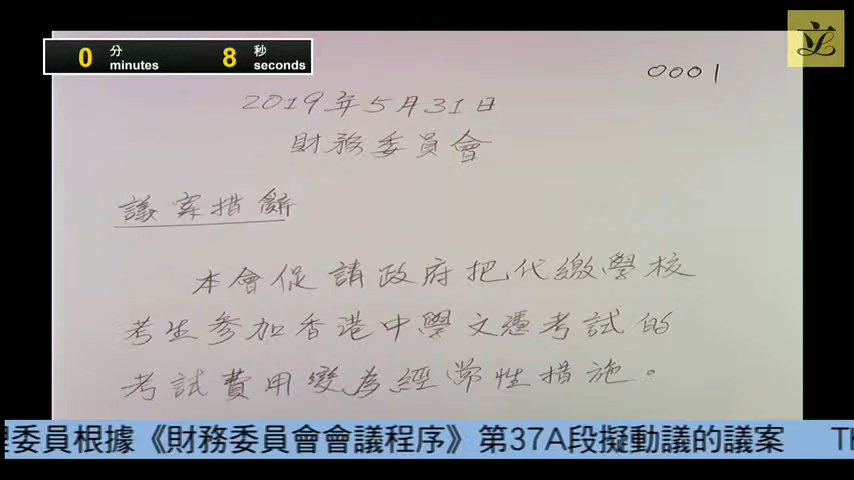 0 分 minutes 8 秒 seconds
立
0001
2019年5月31日
財務委員會
議案措辭
本會促請政府把代繳學校
考生參加香港中學文憑考試的
考試費用變為經常性措施。
委員根據《財務委員會會議程序》第37A段擬動議的議案